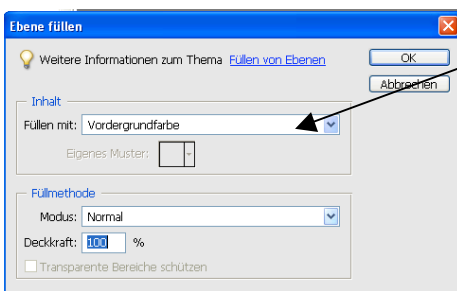 Ebene füllen
Weitere Informationen zum Thema Füllen von Ebenen
OK
Abbrechen
Inhalt
Füllen mit: Vordergrundfarbe
Eigenes Muster:
Füllmethode
Modus: Normal
Deckkraft: 100 %
Transparente Bereiche schützen